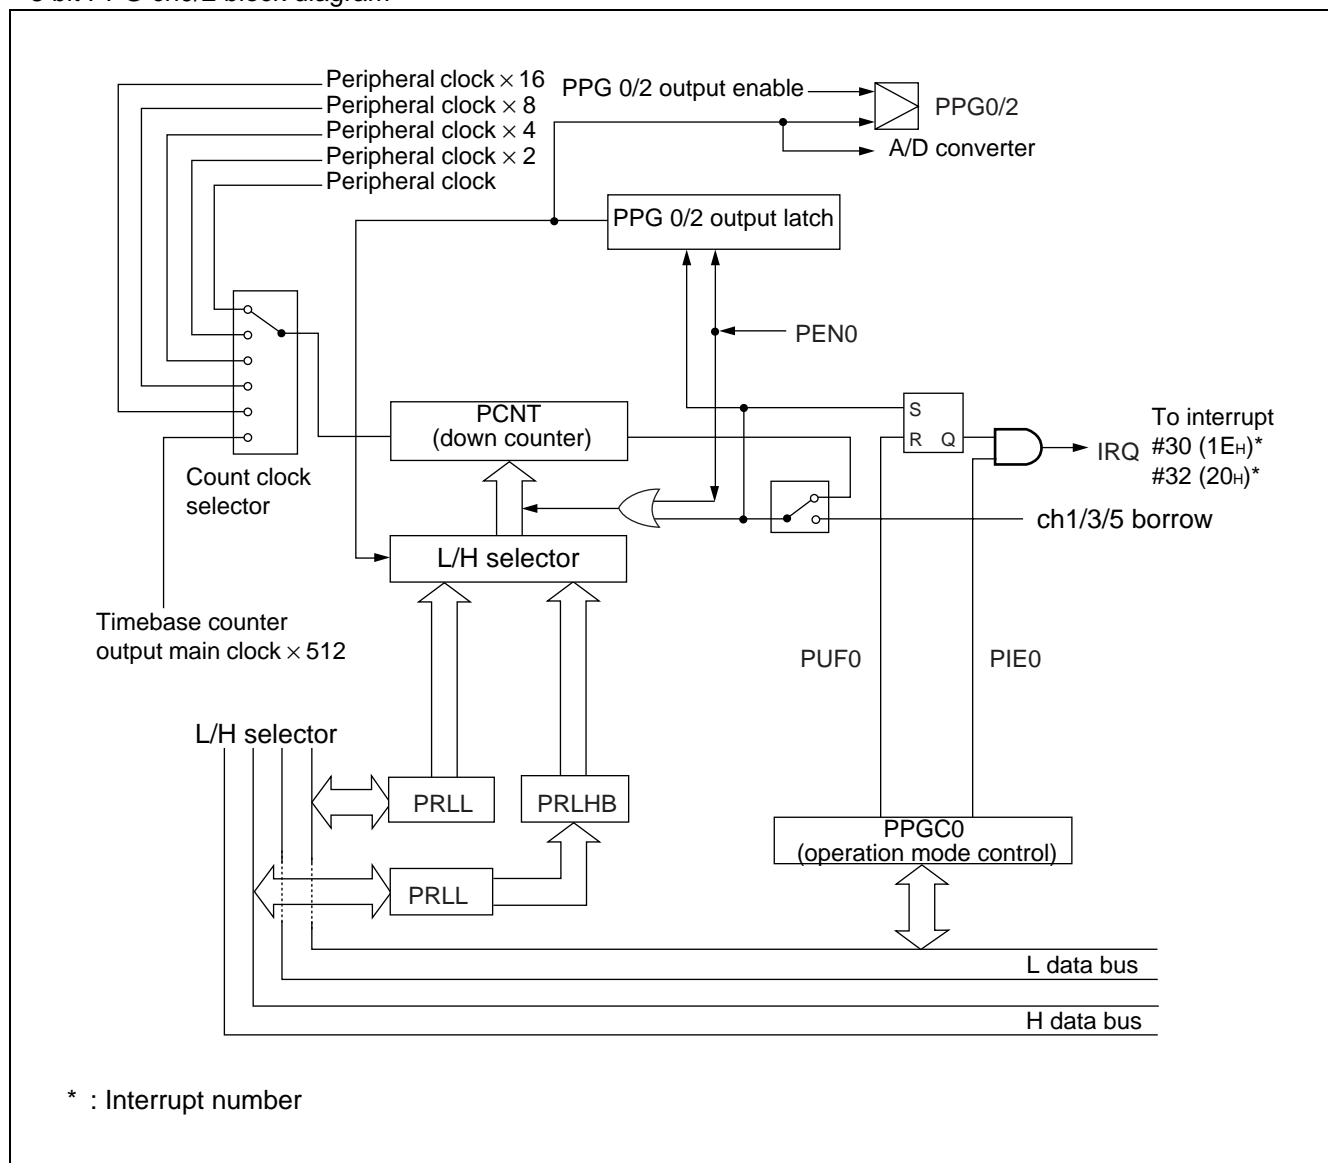 Peripheral clock × 16
Peripheral clock × 8
Peripheral clock × 4
Peripheral clock × 2
Peripheral clock
PPG 0/2 output enable
PPG0/2
A/D converter
PPG 0/2 output latch
PEN0
PCNT
(down counter)
S
R Q
IRQ
To interrupt
#30 (1EH)*
#32 (20H)*
Count clock
selector
ch1/3/5 borrow
L/H selector
Timebase counter
output main clock × 512
PUF0
PIE0
L/H selector
PRLL
PRLHB
PPGC0
(operation mode control)
PRLL
L data bus
H data bus
* : Interrupt number